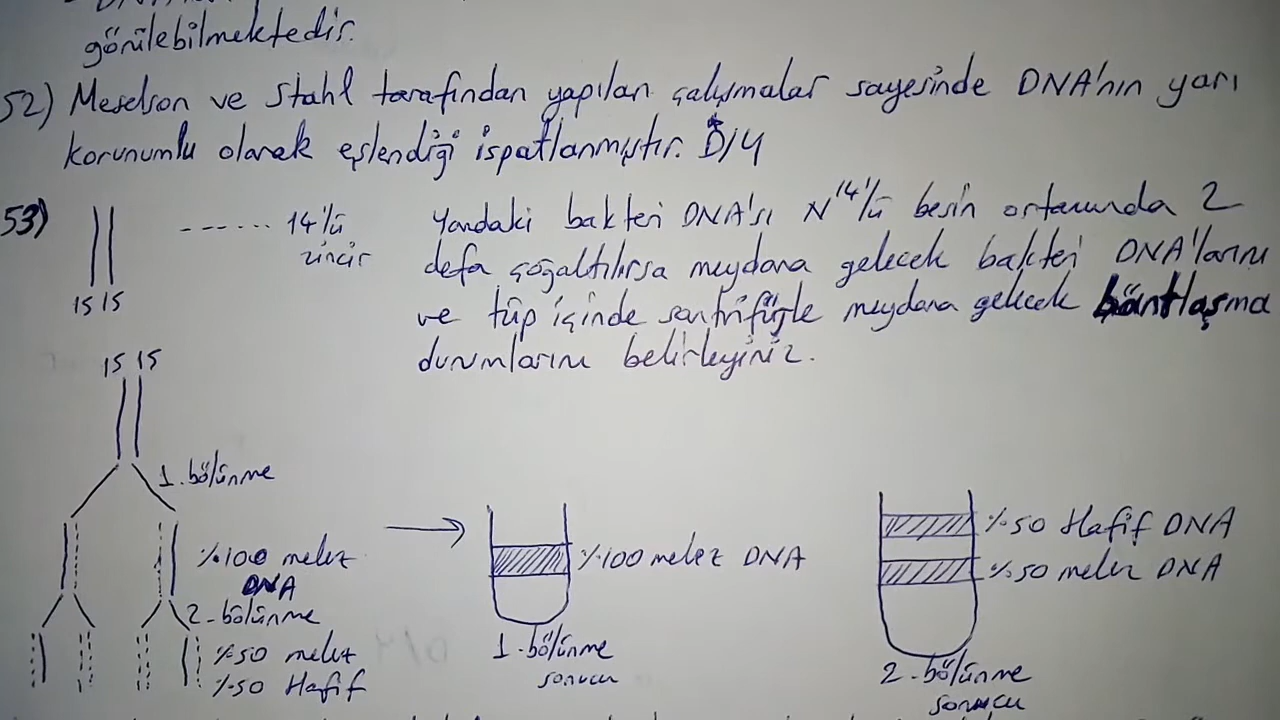 görülebilmektedir.
52) Meselson ve Stahl tarafından yapılan çalışmalar sayesinde DNA'nın yarı
korunumlu olarak eşlendiği ispatlanmıştır. D/Y
53)
15 15
------ 14'lü
zincir
Yandaki bakteri DNA'sı N14'lü besin ortamında 2
defa çoğaltılırsa meydana gelecek bakteri DNA'larını
ve tüp içinde santrifüjle meydana gelecek bantlaşma
durumlarını belirleyiniz.
15 15
1. bölünme
%100 melez
DNA
2-bölünme
%50 melez
%50 Hafif
%100 melez DNA
1-bölünme
sonucu
%50 Hafif DNA
%50 melez DNA
2-bölünme
sonucu